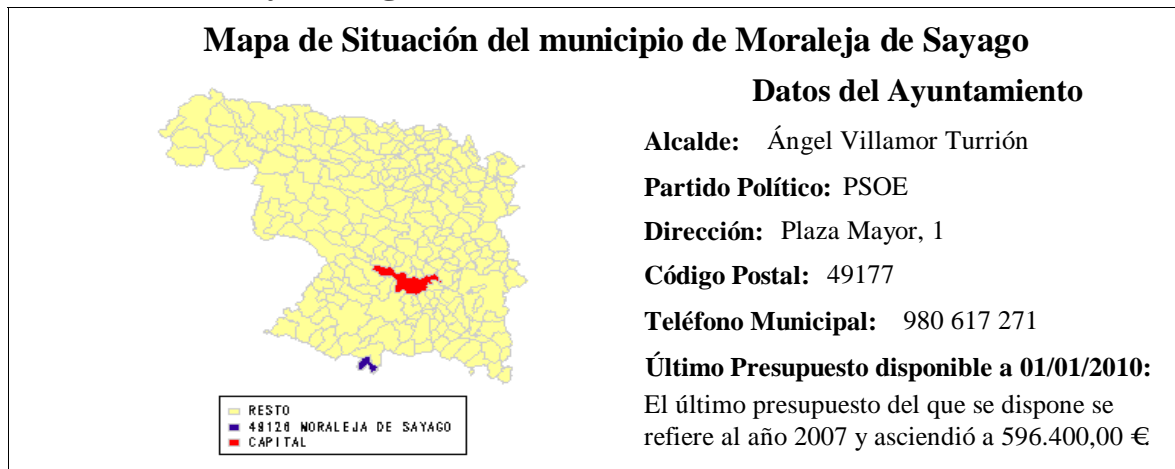 Mapa de Situación del municipio de Moraleja de Sayago
Datos del Ayuntamiento
Alcalde: Ángel Villamor Turrión
Partido Político: PSOE
Dirección: Plaza Mayor, 1
Código Postal: 49177
Teléfono Municipal: 980 617 271
Último Presupuesto disponible a 01/01/2010:
El último presupuesto del que se dispone se
refiere al año 2007 y ascendió a 596.400,00 €
RESTO
49126 MORALEJA DE SAYAGO
CAPITAL